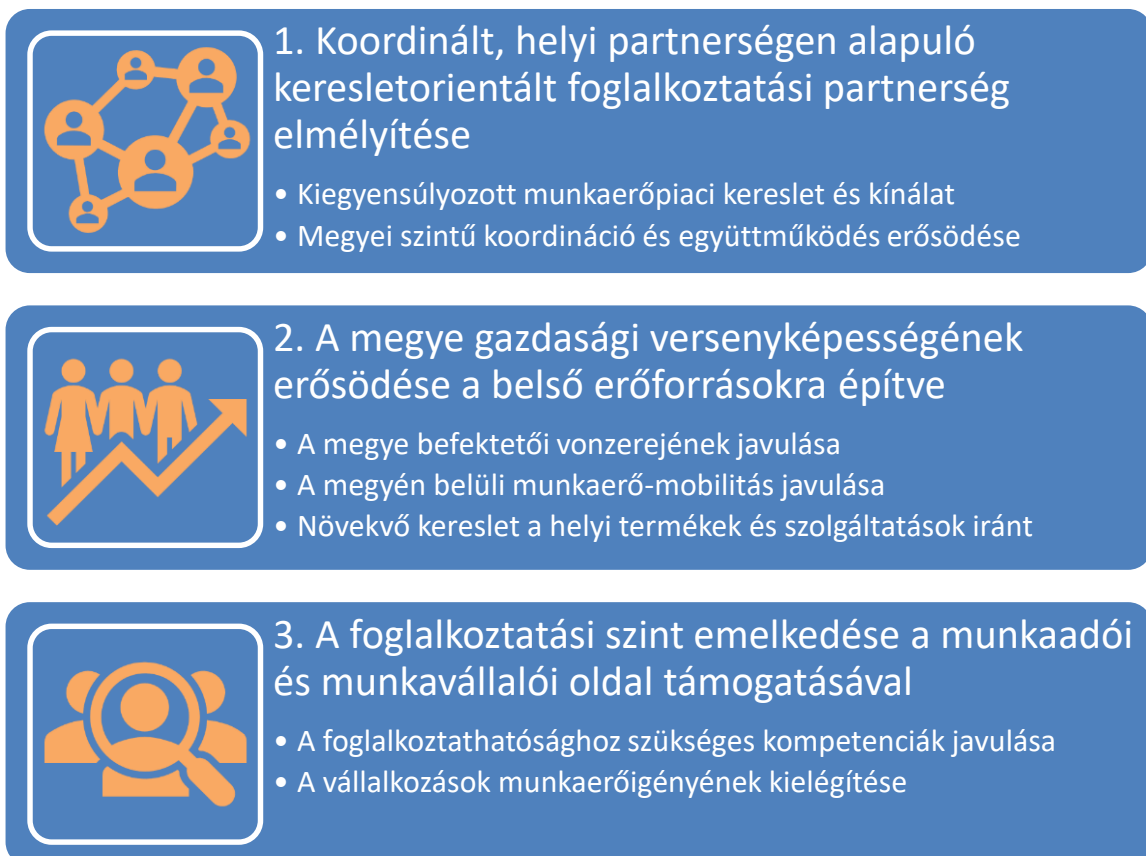 1. Koordinált, helyi partnerségen alapuló
keresletorientált foglalkoztatási partnerség
elmélyítése
• Kiegyensúlyozott munkaerőpiaci kereslet és kínálat
• Megyei szintű koordináció és együttműködés erősödése
2. A megye gazdasági versenyképességének
erősödése a belső erőforrásokra építve
• A megye befektetői vonzerejének javulása
• A megyén belüli munkaerő-mobilitás javulása
• Növekvő kereslet a helyi termékek és szolgáltatások iránt
3. A foglalkoztatási szint emelkedése a munkaadói
és munkavállalói oldal támogatásával
• A foglalkoztathatósághoz szükséges kompetenciák javulása
• A vállalkozások munkaerőigényének kielégítése